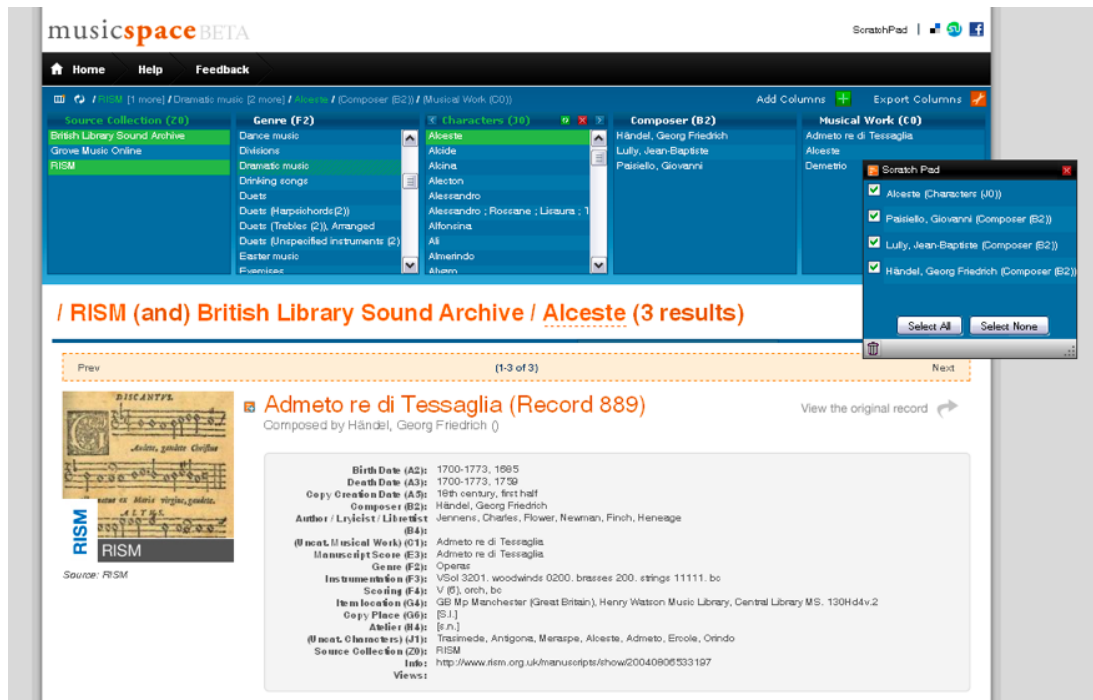 musicspace BETA
ScratchPad |
Home Help Feedback
/ RISM [1 more] / Dramatic music [2 more] / Alceste / (Composer (B2)) / (Musical Work (C0))
Add Columns Export Columns
Source Collection (Z0)
British Library Sound Archive
Grove Music Online
RISM
Genre (F2)
Dance music
Divisions
Dramatic music
Drinking songs
Duets
Duets (Harpsichords(2))
Duets (Trebles (2)), Arranged
Duets (Unspecified instruments (2)
Easter music
Exercises
Characters (J0)
Alceste
Alcide
Alcina
Alecton
Alessandro
Alessandro ; Rossane ; Lisaura ; T
Alfonsina
Ali
Almerindo
Alvaro
Composer (B2)
Händel, Georg Friedrich
Lully, Jean-Baptiste
Paisiello, Giovanni
Musical Work (C0)
Admeto re di Tessaglia
Alceste
Demetrio
Scratch Pad
Alceste (Characters (J0))
Paisiello, Giovanni (Composer (B2))
Lully, Jean-Baptiste (Composer (B2))
Händel, Georg Friedrich (Composer (B2))
Select All Select None
/ RISM (and) British Library Sound Archive / Alceste (3 results)
Prev (1-3 of 3) Next
DISCANTVS.
ALTVS.
RISM
RISM
Source: RISM
Admeto re di Tessaglia (Record 889)
View the original record
Composed by Händel, Georg Friedrich ()
Birth Date (A2): 1700-1773, 1685
Death Date (A3): 1700-1773, 1759
Copy Creation Date (A5): 18th century, first half
Composer (B2): Händel, Georg Friedrich
Author / Lryicist / Librettist Jennens, Charles, Flower, Newman, Finch, Heneage
(B4):
(Uncat. Musical Work) (C1): Admeto re di Tessaglia
Manuscript Score (E3): Admeto re di Tessaglia
Genre (F2): Operas
Instrumentation (F3): VSol 3201. woodwinds 0200. brasses 200. strings 11111. bc
Scoring (F4): V (6), orch, bc
Item location (G4): GB Mp Manchester (Great Britain), Henry Watson Music Library, Central Library MS. 130Hd4v.2
Copy Place (G6): [S.l.]
Atelier (H4): [s.n.]
(Uncat. Characters) (J1): Trasimede, Antigona, Meraspe, Alceste, Admeto, Ercole, Orindo
Source Collection (Z0): RISM
Info: http://www.rism.org.uk/manuscripts/show/20040806533197
Views: